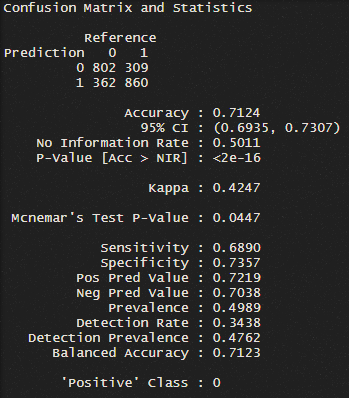 Confusion Matrix and Statistics
Reference
Prediction 0 1
0 802 309
1 362 860
Accuracy : 0.7124
95% CI : (0.6935, 0.7307)
No Information Rate : 0.5011
P-Value [Acc > NIR] : <2e-16
Kappa : 0.4247
Mcnemar's Test P-Value : 0.0447
Sensitivity : 0.6890
Specificity : 0.7357
Pos Pred Value : 0.7219
Neg Pred Value : 0.7038
Prevalence : 0.4989
Detection Rate : 0.3438
Detection Prevalence : 0.4762
Balanced Accuracy : 0.7123
'Positive' Class : 0